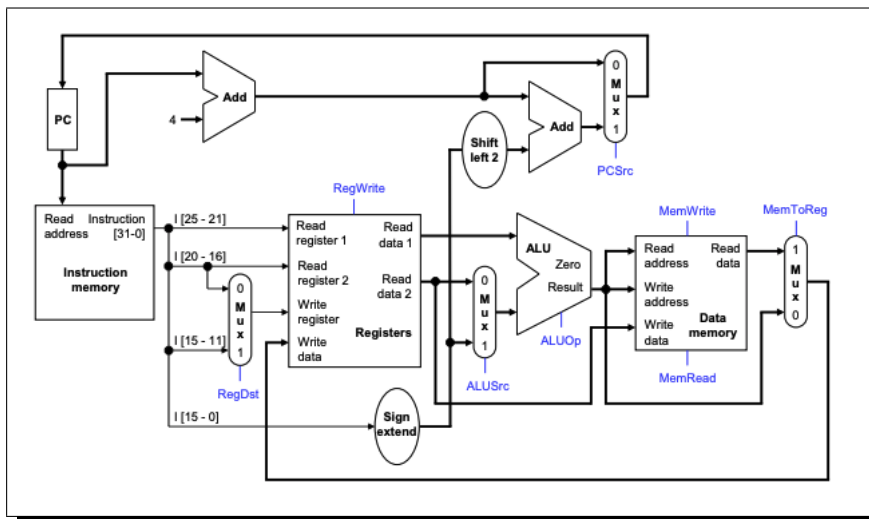 0
M
u
x
1
Add
PC
4
Add
Shift
left 2
PCSrc
RegWrite
MemWrite
MemToReg
Read
address
Instruction
[31-0]
Instruction
memory
I [25 - 21]
I [20 - 16]
I [15 - 11]
I [15 - 0]
0
M
u
x
1
RegDst
Read
register 1
Read
data 1
Read
register 2
Read
data 2
Write
register
Write
data
Registers
Sign
extend
0
M
u
x
1
ALUSrc
ALU
Zero
Result
ALUOp
Read
address
Read
data
Write
address
Write
data
Data
memory
MemRead
1
M
u
x
0